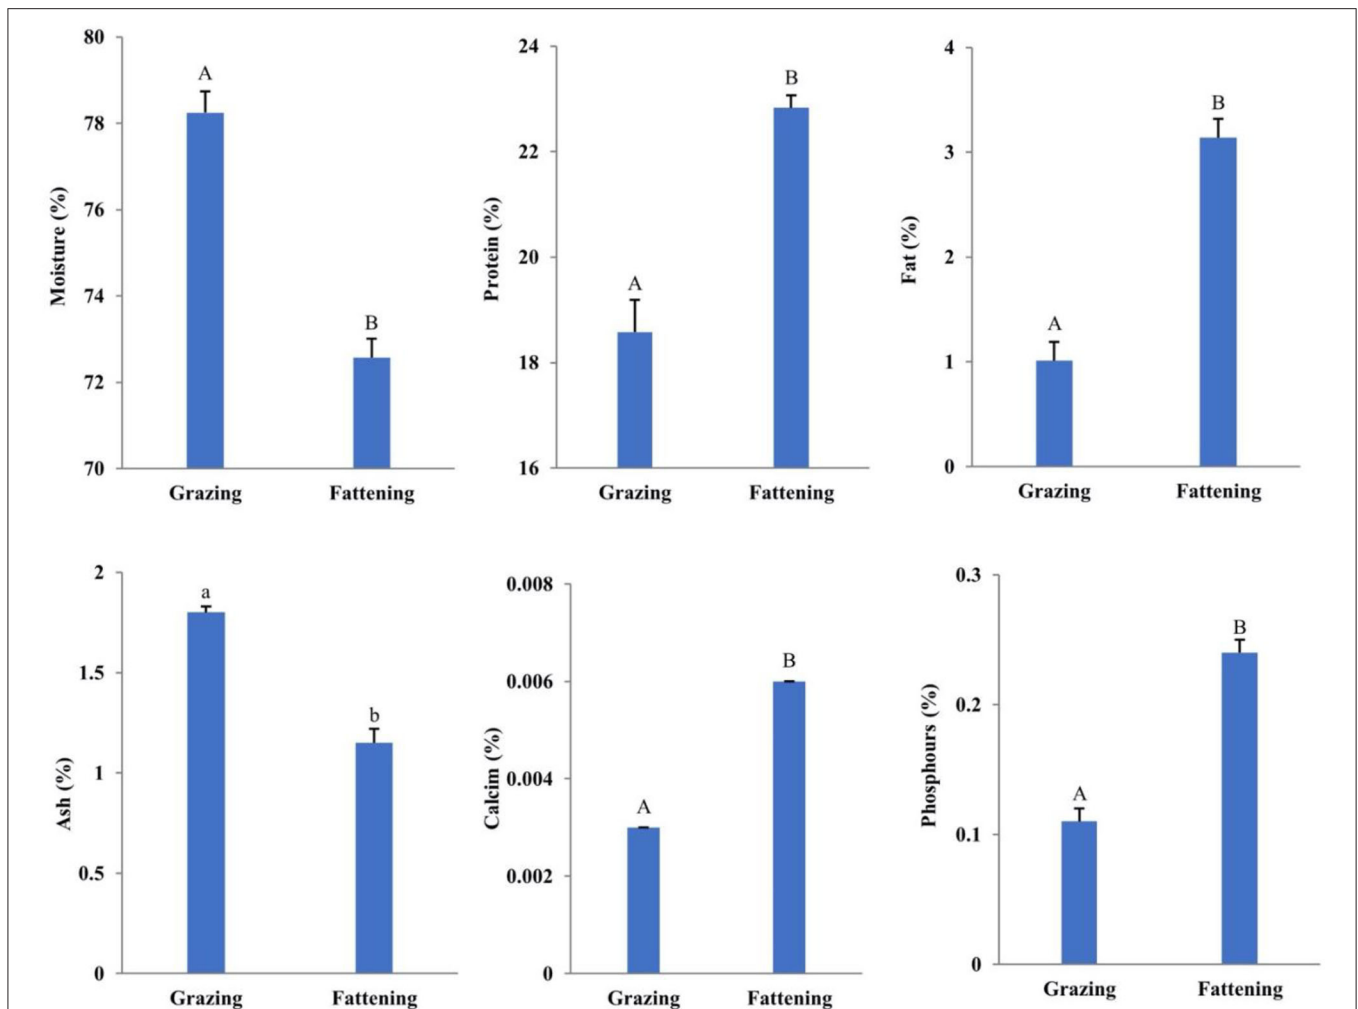 80
78
76
74
72
70
Moisture (%)
A
B
Grazing Fattening
24
22
20
18
16
Protein (%)
A
B
Grazing Fattening
4
3
2
1
0
Fat (%)
A
B
Grazing Fattening
2
1.5
1
0.5
0
Ash (%)
a
b
Grazing Fattening
0.008
0.006
0.004
0.002
0
Calcim (%)
A
B
Grazing Fattening
0.3
0.2
0.1
0
Phosphours (%)
A
B
Grazing Fattening